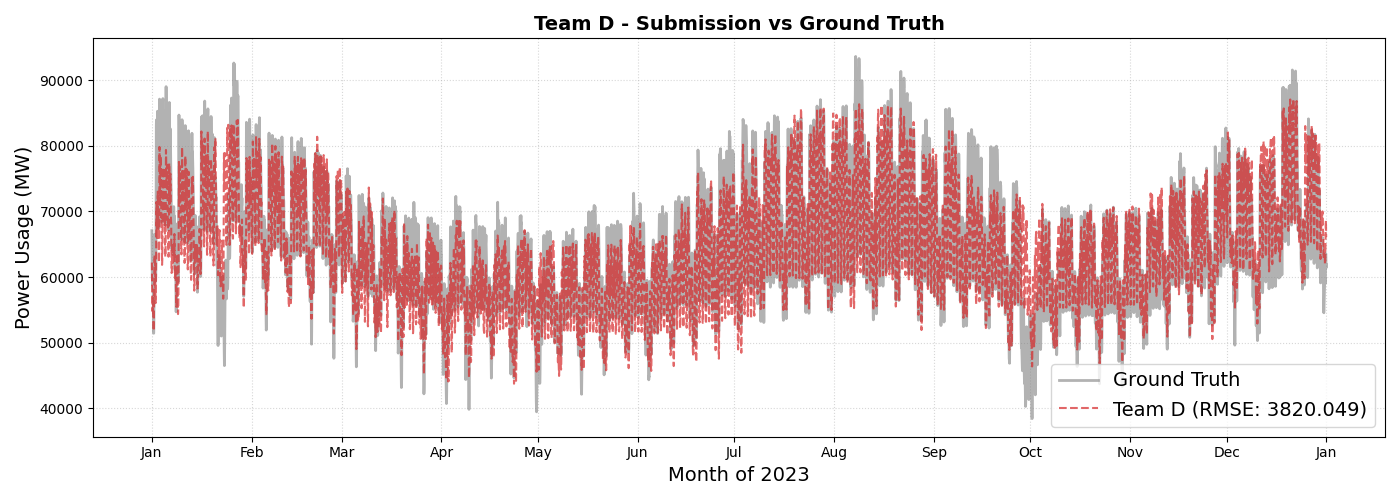 Team D - Submission vs Ground Truth
Power Usage (MW)
90000
80000
70000
60000
50000
40000
Ground Truth
Team D (RMSE: 3820.049)
Jan Feb Mar Apr May Jun Jul Aug Sep Oct Nov Dec Jan
Month of 2023